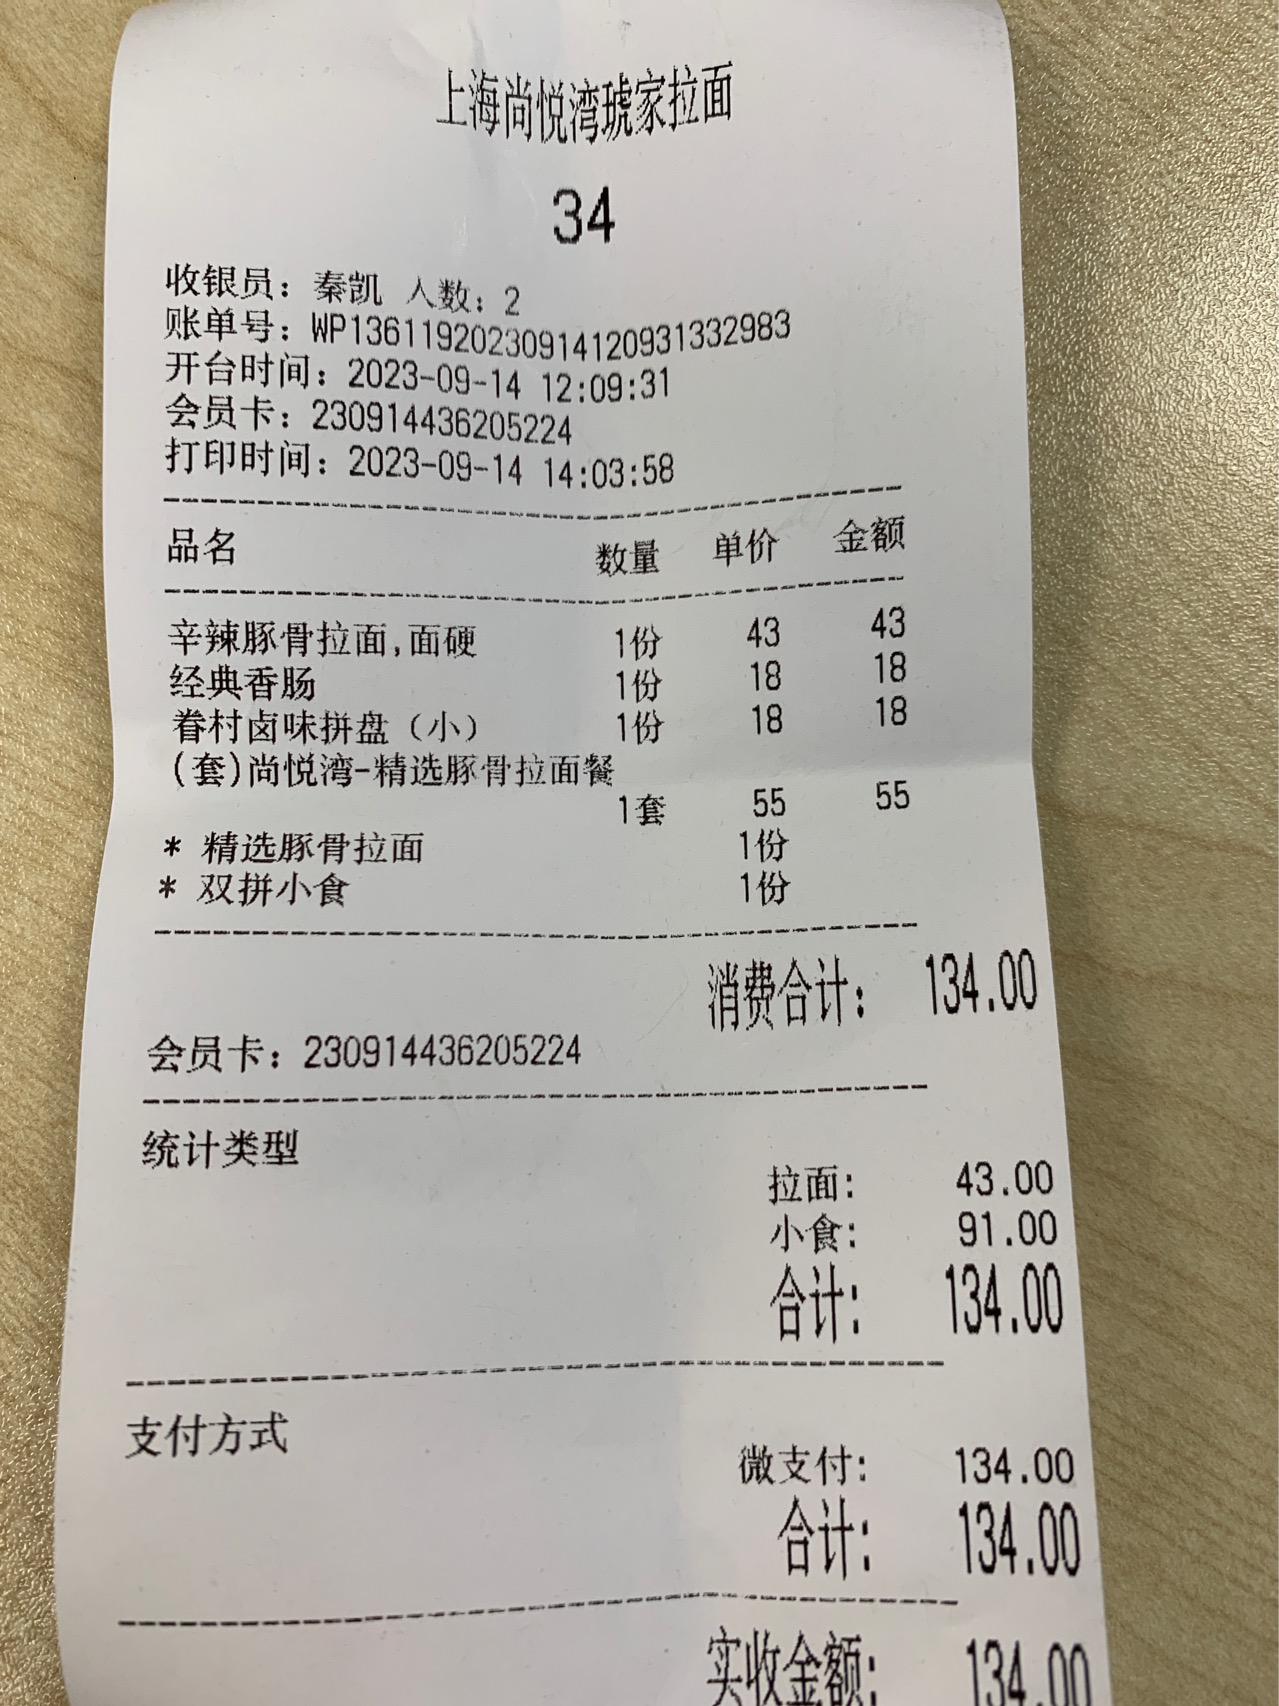 上海尚悦湾琥家拉面
34
收银员：秦凯 人数：2
账单号：WP13611920230914120931332983
开台时间：2023-09-14 12:09:31
会员卡：230914436205224
打印时间：2023-09-14 14:03:58
品名 数量 单价 金额
辛辣豚骨拉面,面硬 1份 43 43
经典香肠 1份 18 18
眷村卤味拼盘（小） 1份 18 18
(套)尚悦湾-精选豚骨拉面餐
1套 55 55
* 精选豚骨拉面 1份
* 双拼小食 1份
消费合计： 134.00
会员卡：230914436205224
统计类型
拉面: 43.00
小食: 91.00
合计: 134.00
支付方式
微支付: 134.00
合计: 134.00
实收金额: 134.00